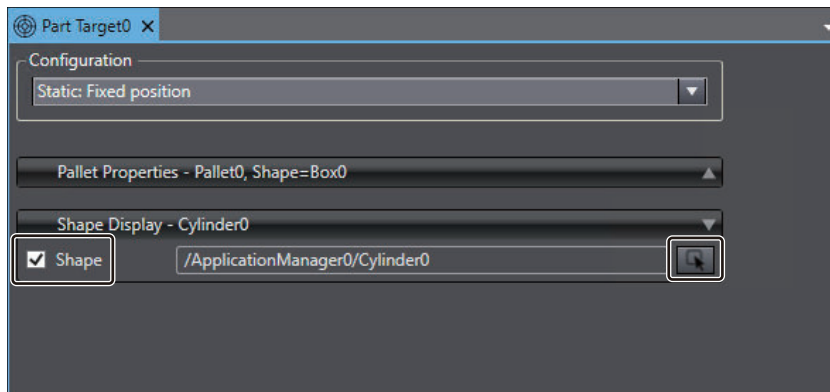 Part Target0
Configuration
Static: Fixed position
Pallet Properties - Pallet0, Shape=Box0
Shape Display - Cylinder0
Shape /ApplicationManager0/Cylinder0